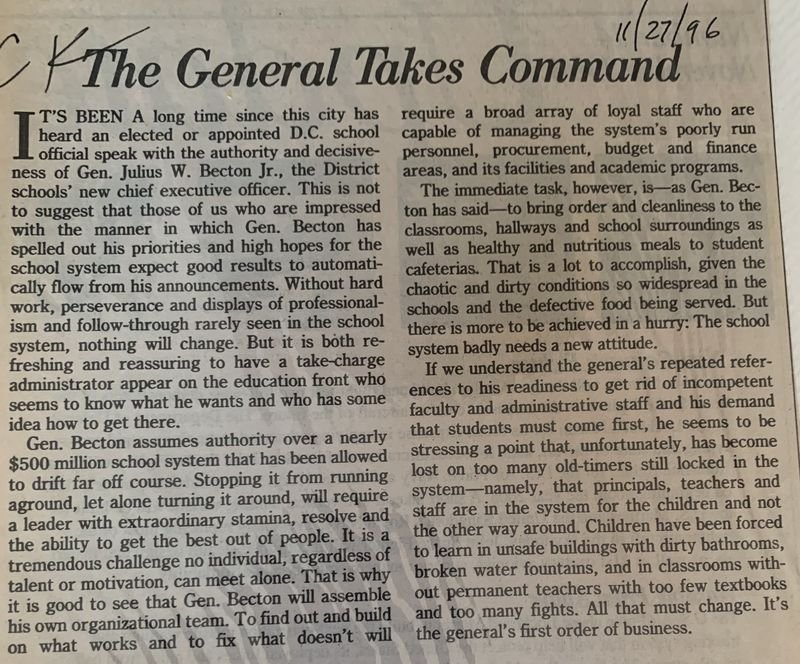 CK
11/27/96
The General Takes Command
IT'S BEEN A long time since this city has
heard an elected or appointed D.C. school
official speak with the authority and decisive-
ness of Gen. Julius W. Becton Jr., the District
schools' new chief executive officer. This is not
to suggest that those of us who are impressed
with the manner in which Gen. Becton has
spelled out his priorities and high hopes for the
school system expect good results to automati-
cally flow from his announcements. Without hard
work, perseverance and displays of professional-
ism and follow-through rarely seen in the school
system, nothing will change. But it is both re-
freshing and reassuring to have a take-charge
administrator appear on the education front who
seems to know what he wants and who has some
idea how to get there.
Gen. Becton assumes authority over a nearly
$500 million school system that has been allowed
to drift far off course. Stopping it from running
aground, let alone turning it around, will require
a leader with extraordinary stamina, resolve and
the ability to get the best out of people. It is a
tremendous challenge no individual, regardless of
talent or motivation, can meet alone. That is why
it is good to see that Gen. Becton will assemble
his own organizational team. To find out and build
on what works and to fix what doesn't will
require a broad array of loyal staff who are
capable of managing the system's poorly run
personnel, procurement, budget and finance
areas, and its facilities and academic programs.
The immediate task, however, is—as Gen. Bec-
ton has said—to bring order and cleanliness to the
classrooms, hallways and school surroundings as
well as healthy and nutritious meals to student
cafeterias. That is a lot to accomplish, given the
chaotic and dirty conditions so widespread in the
schools and the defective food being served. But
there is more to be achieved in a hurry: The school
system badly needs a new attitude.
If we understand the general's repeated refer-
ences to his readiness to get rid of incompetent
faculty and administrative staff and his demand
that students must come first, he seems to be
stressing a point that, unfortunately, has become
lost on too many old-timers still locked in the
system—namely, that principals, teachers and
staff are in the system for the children and not
the other way around. Children have been forced
to learn in unsafe buildings with dirty bathrooms,
broken water fountains, and in classrooms with-
out permanent teachers with too few textbooks
and too many fights. All that must change. It's
the general's first order of business.